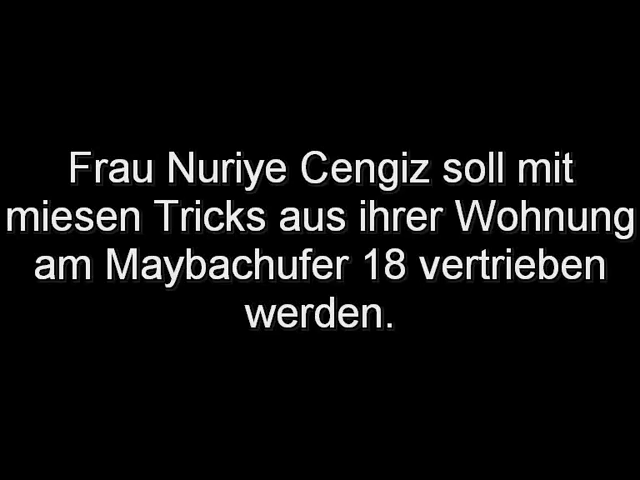 Frau Nuriye Cengiz soll mit
miesen Tricks aus ihrer Wohnung
am Maybachufer 18 vertrieben
werden.